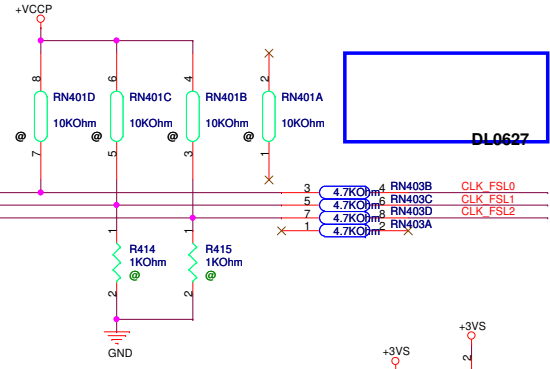 +VCCP
8 6 4 2
RN401D RN401C RN401B RN401A
10KOhm 10KOhm 10KOhm 10KOhm
@ @ @ @
7 5 3 1
DL0627
3 4.7KOhm 4 RN403B CLK_FSL0
5 4.7KOhm 6 RN403C CLK_FSL1
7 4.7KOhm 8 RN403D CLK_FSL2
1 4.7KOhm 2 RN403A
1 1
R414 R415
1KOhm 1KOhm
@ @
2 2
GND
+3VS
+3VS
2